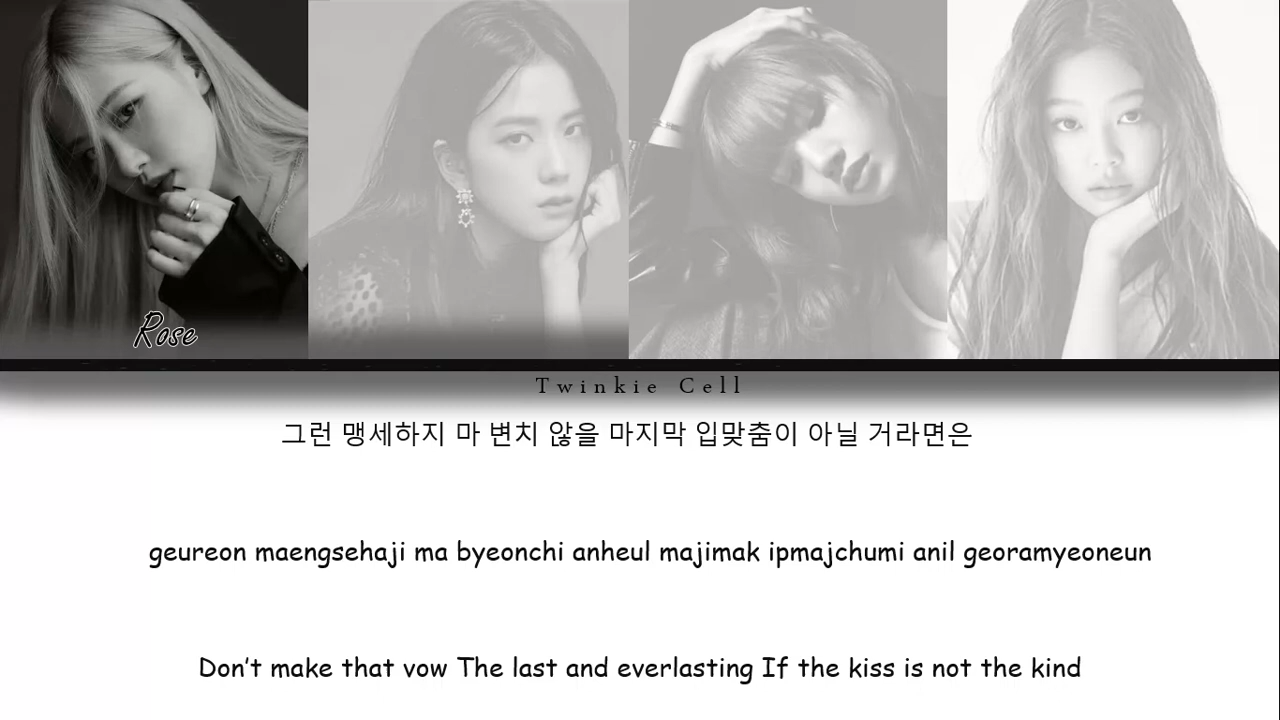 Rose
Twinkie Cell
그런 맹세하지 마 변치 않을 마지막 입맞춤이 아닐 거라면은
geureon maengsehaji ma byeonchi anheul majimak ipmajchumi anil georamyeoneun
Don’t make that vow The last and everlasting If the kiss is not the kind